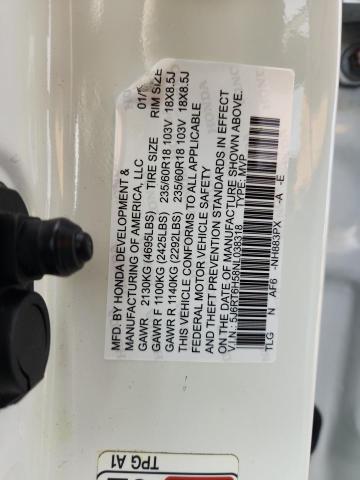 MFD. BY HONDA DEVELOPMENT &
MANUFACTURING OF AMERICA, LLC 01/
GVWR 2130KG (4695LBS) TIRE SIZE RIM SIZE
GAWR F 1100KG (2425LBS) 235/60R18 103V 18X8.5J
GAWR R 1140KG (2292LBS) 235/60R18 103V 18X8.5J
THIS VEHICLE CONFORMS TO ALL APPLICABLE
FEDERAL MOTOR VEHICLE SAFETY
AND THEFT PREVENTION STANDARDS IN EFFECT
ON THE DATE OF MANUFACTURE SHOWN ABOVE.
V.I.N.: 5J6RT6H58NL038318 TYPE: MVP
TLG N AF6 -NH883PX -A -E
TPG A1